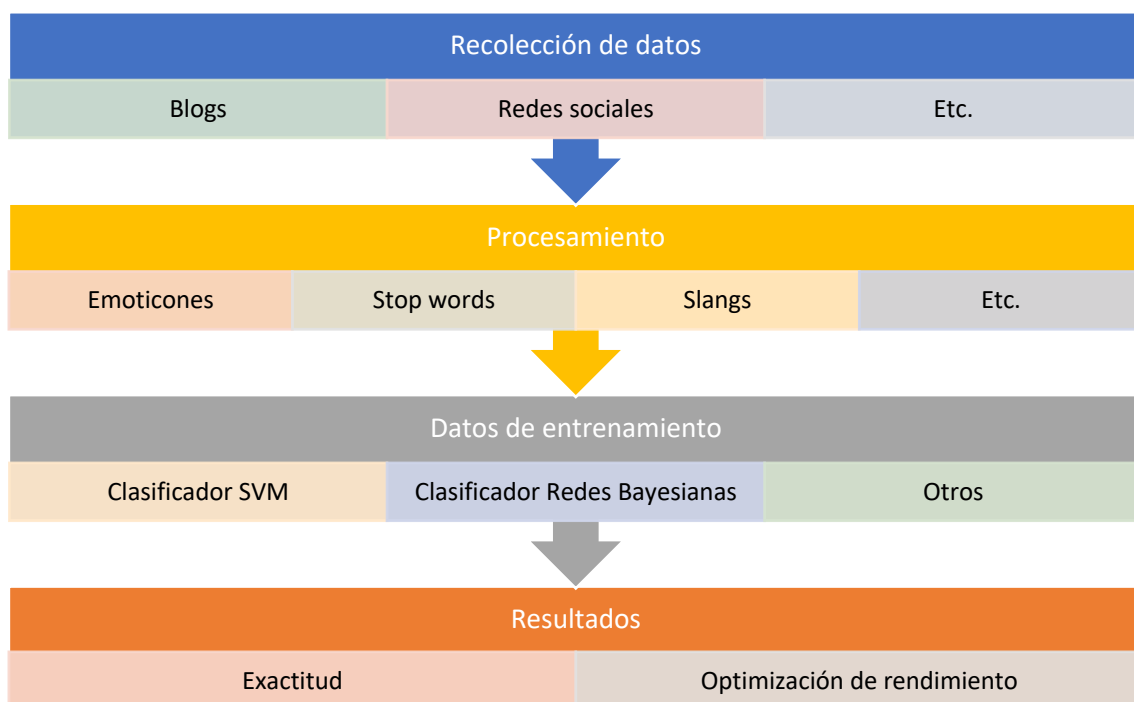 Recolección de datos
Blogs
Redes sociales
Etc.
Procesamiento
Emoticones
Stop words
Slangs
Etc.
Datos de entrenamiento
Clasificador SVM
Clasificador Redes Bayesianas
Otros
Resultados
Exactitud
Optimización de rendimiento